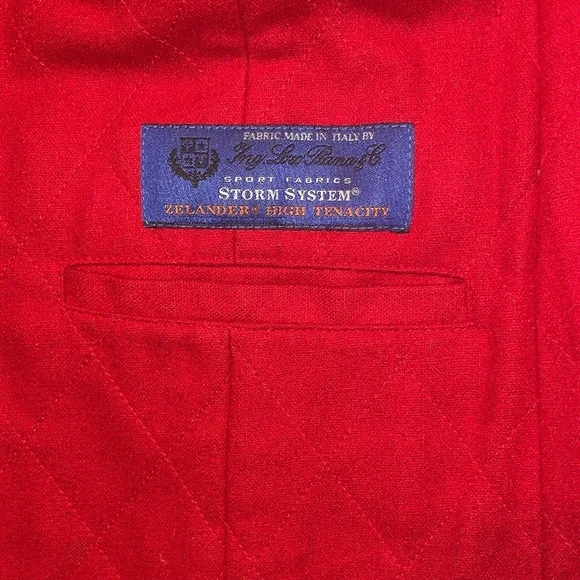 FABRIC MADE IN ITALY BY
Ing. Loro Piana & C.
SPORT FABRICS
STORM SYSTEM®
ZELANDER® HIGH TENACITY